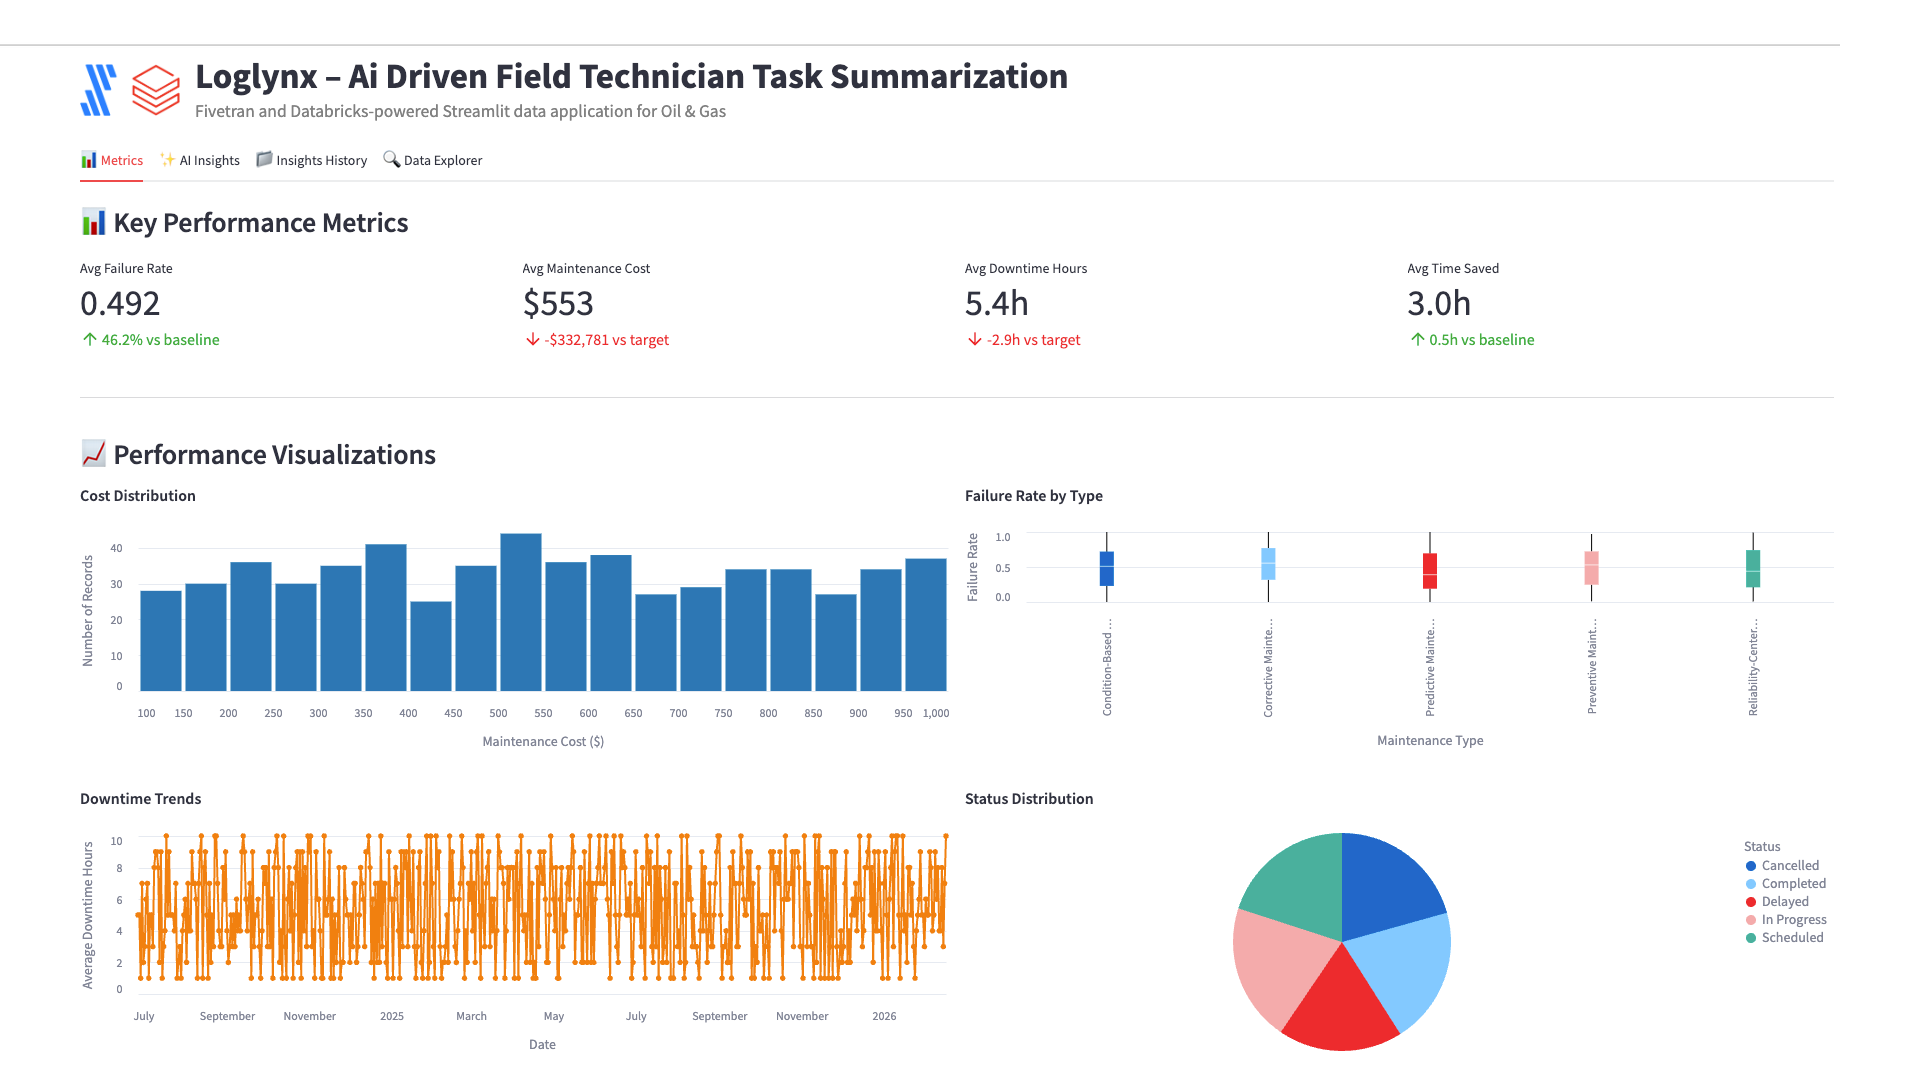 Loglynx – Ai Driven Field Technician Task Summarization
Fivetran and Databricks-powered Streamlit data application for Oil & Gas
Metrics
AI Insights
Insights History
Data Explorer
Key Performance Metrics
Avg Failure Rate
0.492
46.2% vs baseline
Avg Maintenance Cost
$553
-$332,781 vs target
Avg Downtime Hours
5.4h
-2.9h vs target
Avg Time Saved
3.0h
0.5h vs baseline
Performance Visualizations
Cost Distribution
Number of Records
40
30
20
10
0
100 150 200 250 300 350 400 450 500 550 600 650 700 750 800 850 900 950 1,000
Maintenance Cost ($)
Failure Rate by Type
Failure Rate
1.0
0.5
0.0
Condition-Based …
Corrective Mainte…
Predictive Mainte…
Preventive Maint…
Reliability-Center…
Maintenance Type
Downtime Trends
Average Downtime Hours
10
8
6
4
2
0
July September November 2025 March May July September November 2026
Date
Status Distribution
Status
Cancelled
Completed
Delayed
In Progress
Scheduled